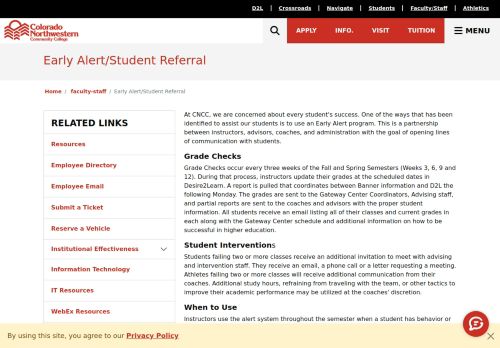 D2L | Crossroads | Navigate | Students | Faculty/Staff | Athletics
Colorado
Northwestern
Community College
APPLY INFO. VISIT TUITION MENU
Early Alert/Student Referral
Home / faculty-staff / Early Alert/Student Referral
RELATED LINKS
Resources
Employee Directory
Employee Email
Submit a Ticket
Reserve a Vehicle
Institutional Effectiveness
Information Technology
IT Resources
WebEx Resources
At CNCC, we are concerned about every student's success. One of the ways that has been
identified to assist our students is to use an Early Alert program. This is a partnership
between instructors, advisors, coaches, and administration with the goal of opening lines
of communication with students.
Grade Checks
Grade Checks occur every three weeks of the Fall and Spring Semesters (Weeks 3, 6, 9 and
12). During that process, instructors update their grades at the scheduled dates in
Desire2Learn. A report is pulled that coordinates between Banner information and D2L the
following Monday. The grades are sent to the Gateway Center Coordinators, Advising staff,
and partial reports are sent to the coaches and advisors with the proper student
information. All students receive an email listing all of their classes and current grades in
each along with the Gateway Center schedule and additional information on how to be
successful in higher education.
Student Interventions
Students failing two or more classes receive an additional invitation to meet with advising
and intervention staff. They receive an email, a phone call or a letter requesting a meeting.
Athletes failing two or more classes will receive additional communication from their
coaches. Additional study hours, refraining from traveling with the team, or other tactics to
improve their academic performance may be utilized at the coaches' discretion.
When to Use
Instructors use the alert system throughout the semester when a student has behavior or
By using this site, you agree to our Privacy Policy
X